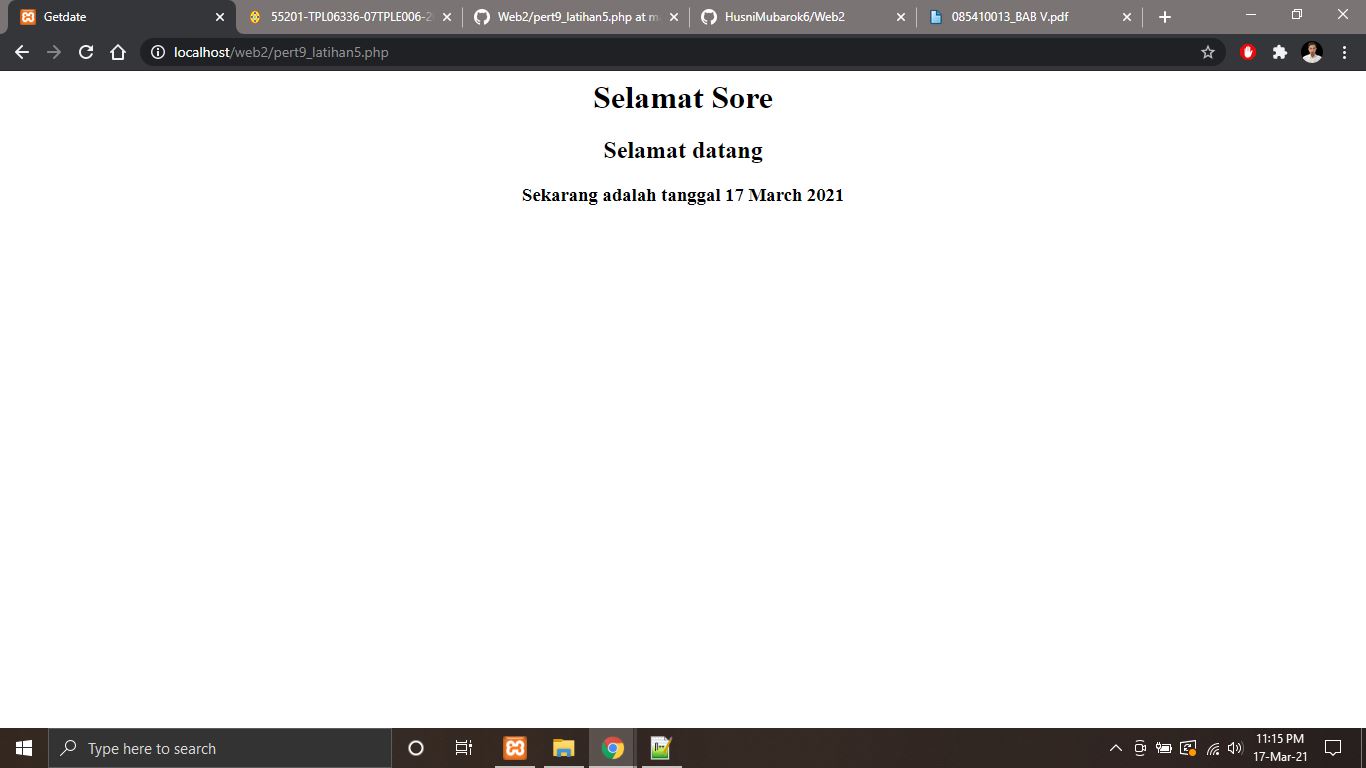 Getdate
55201-TPL06336-07TPLE006-2
Web2/pert9_latihan5.php at m
HusniMubarok6/Web2
085410013_BAB V.pdf
localhost/web2/pert9_latihan5.php
Selamat Sore
Selamat datang
Sekarang adalah tanggal 17 March 2021
Type here to search
11:15 PM
17-Mar-21